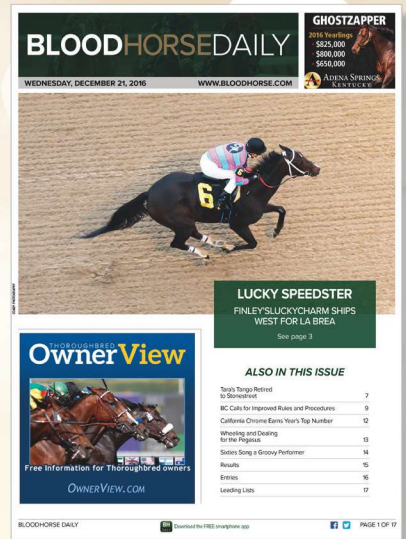 BLOODHORSEDAILY
WEDNESDAY, DECEMBER 21, 2016
WWW.BLOODHORSE.COM
GHOSTZAPPER
2016 Yearlings
$825,000
$800,000
$650,000
A
ADENA SPRINGS
KENTUCKY
6
LUCKY SPEEDSTER
FINLEY'SLUCKYCHARM SHIPS
WEST FOR LA BREA
See page 3
THOROUGHBRED
OwnerView
Free Information for Thoroughbred owners
OWNERVIEW.COM
ALSO IN THIS ISSUE
Tara's Tango Retired
to Stonestreet 7
BC Calls for Improved Rules and Procedures 9
California Chrome Earns Year's Top Number 12
Wheeling and Dealing
for the Pegasus 13
Sixties Song a Groovy Performer 14
Results 15
Entries 16
Leading Lists 17
BLOODHORSE DAILY
BH
Download the FREE smartphone app
PAGE 1 OF 17